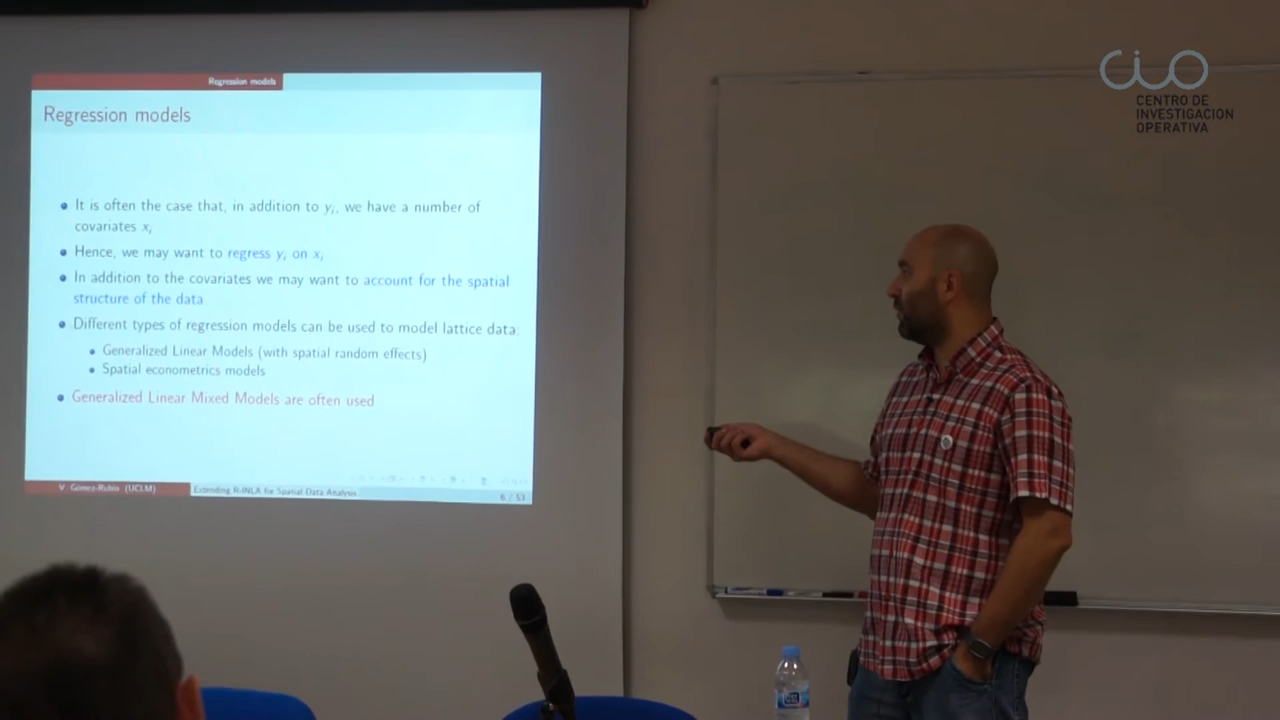 Regression models
Regression models
It is often the case that, in addition to yi, we have a number of
covariates xi
Hence, we may want to regress yi on xi
In addition to the covariates we may want to account for the spatial
structure of the data
Different types of regression models can be used to model lattice data:
Generalized Linear Models (with spatial random effects)
Spatial econometrics models
Generalized Linear Mixed Models are often used
V. Gómez-Rubio (UCLM)
Extending R-INLA for Spatial Data Analysis
6 / 53
CIO
CENTRO DE
INVESTIGACION
OPERATIVA